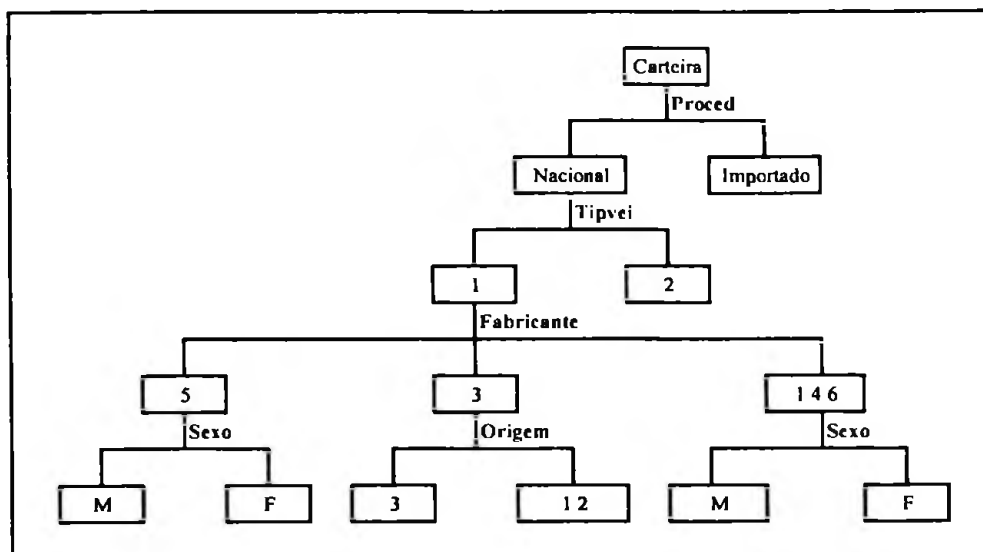 Carteira
Proced
Nacional Importado
Tipvei
1 2
Fabricante
5 3 1 4 6
Sexo Origem Sexo
M F 3 1 2 M F